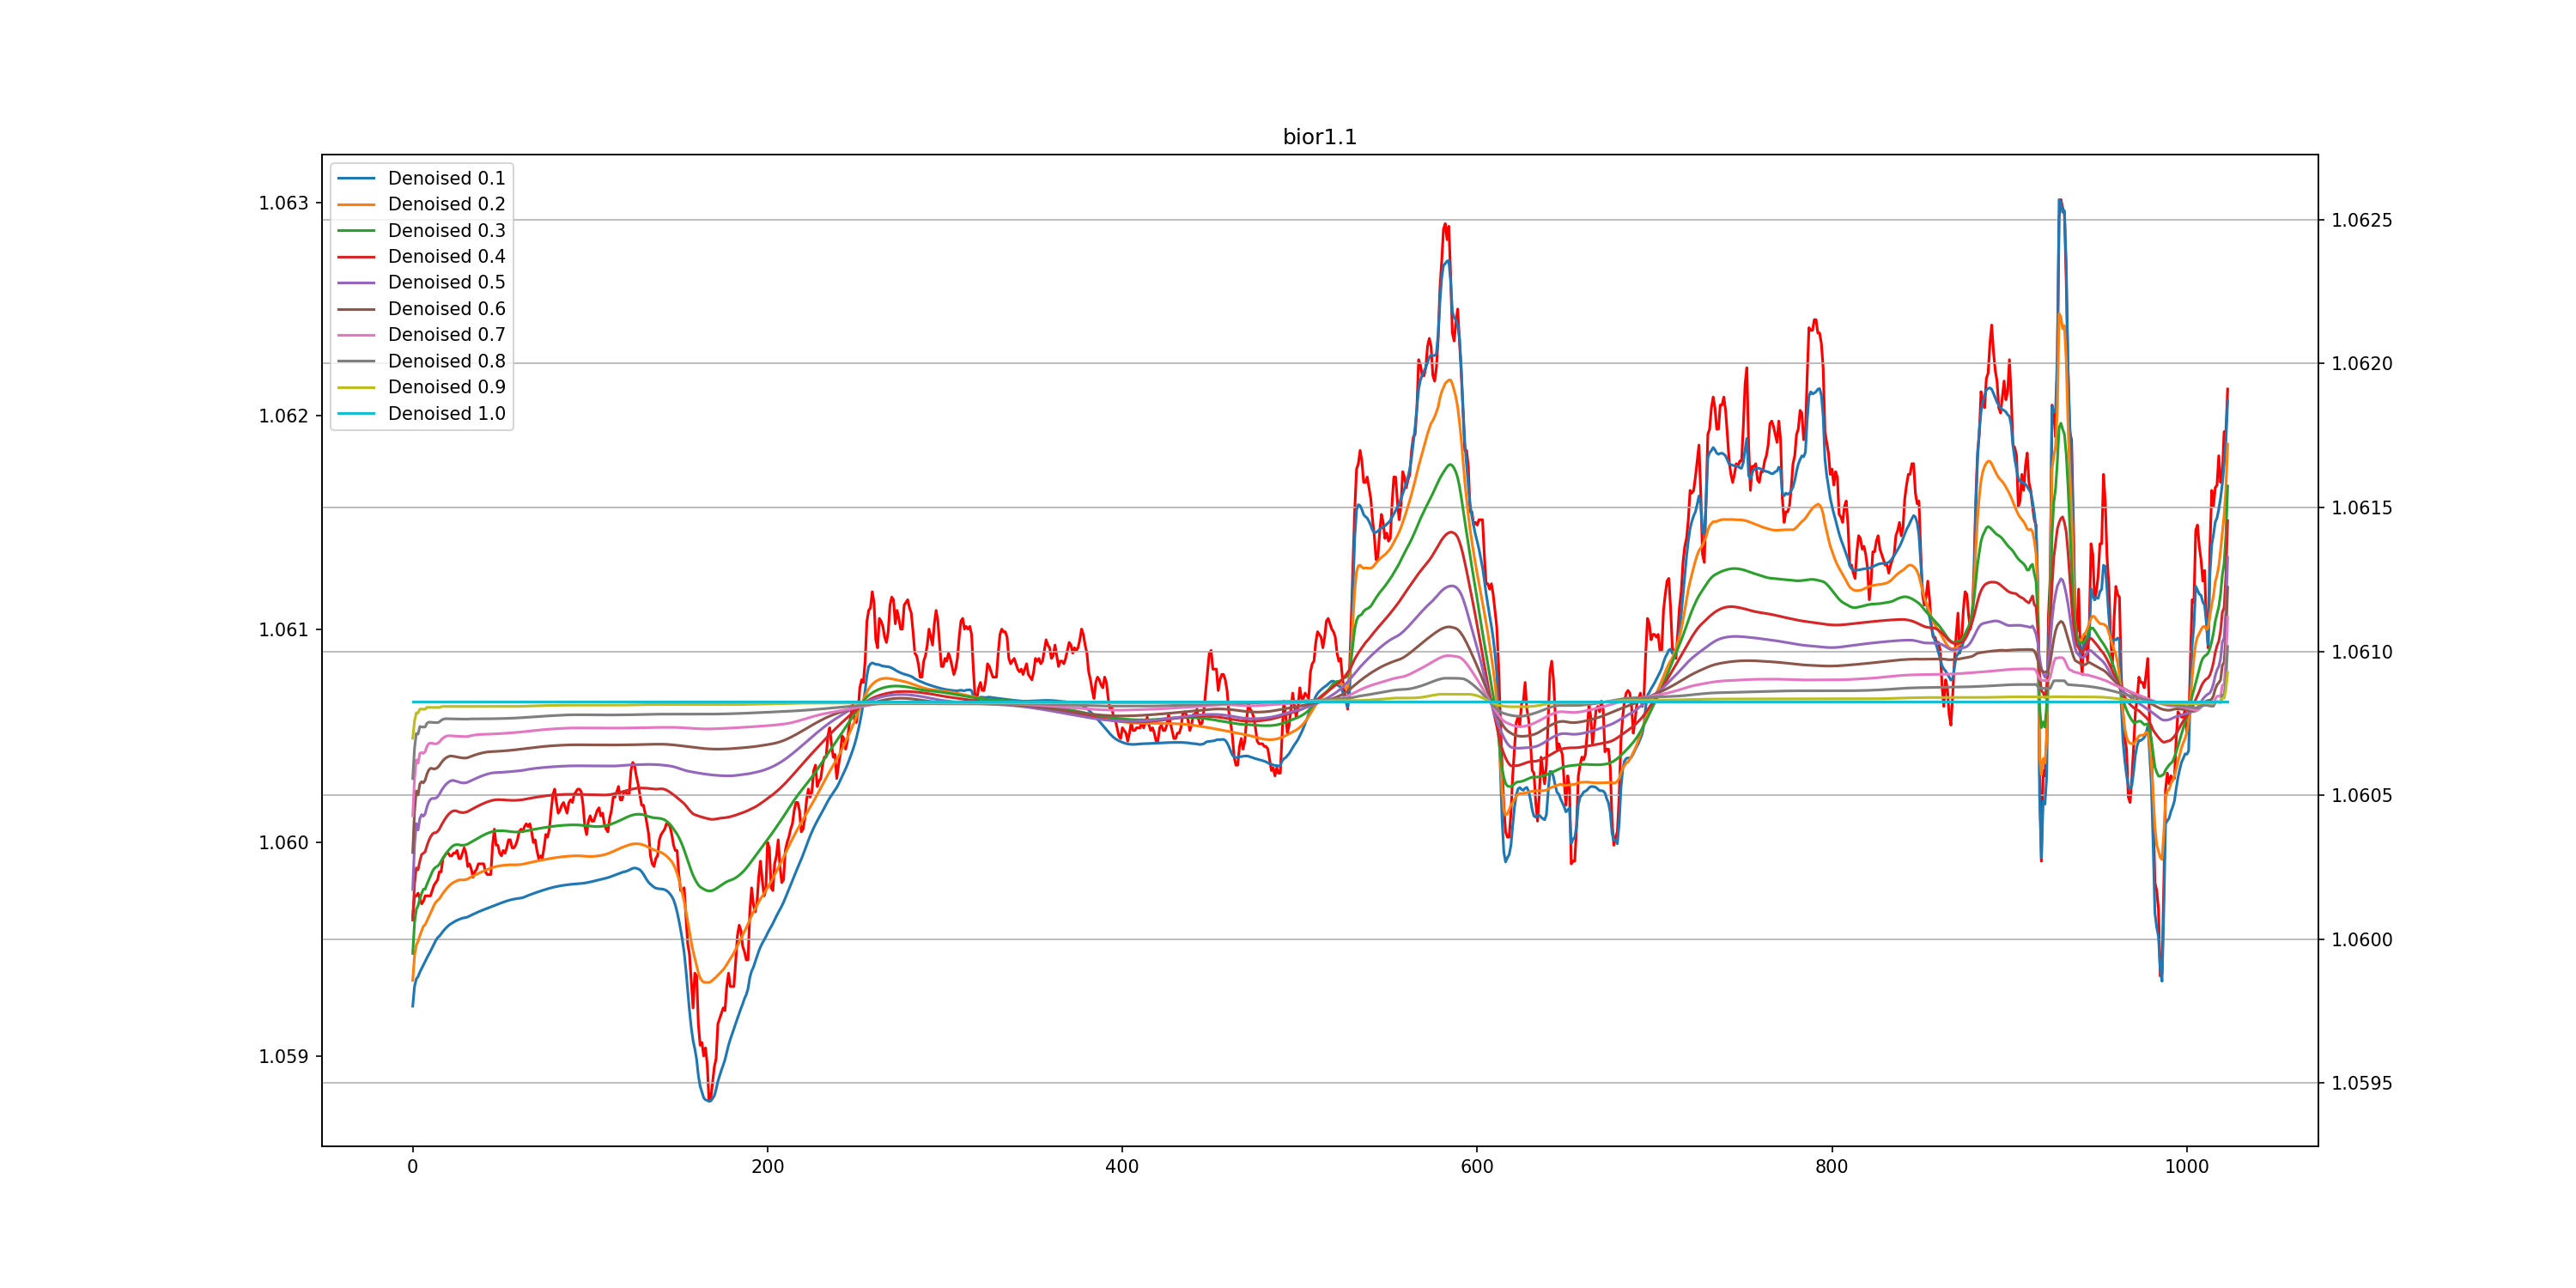 bior1.1
Denoised 0.1
Denoised 0.2
Denoised 0.3
Denoised 0.4
Denoised 0.5
Denoised 0.6
Denoised 0.7
Denoised 0.8
Denoised 0.9
Denoised 1.0
1.063
1.062
1.061
1.060
1.059
1.0625
1.0620
1.0615
1.0610
1.0605
1.0600
1.0595
0 200 400 600 800 1000